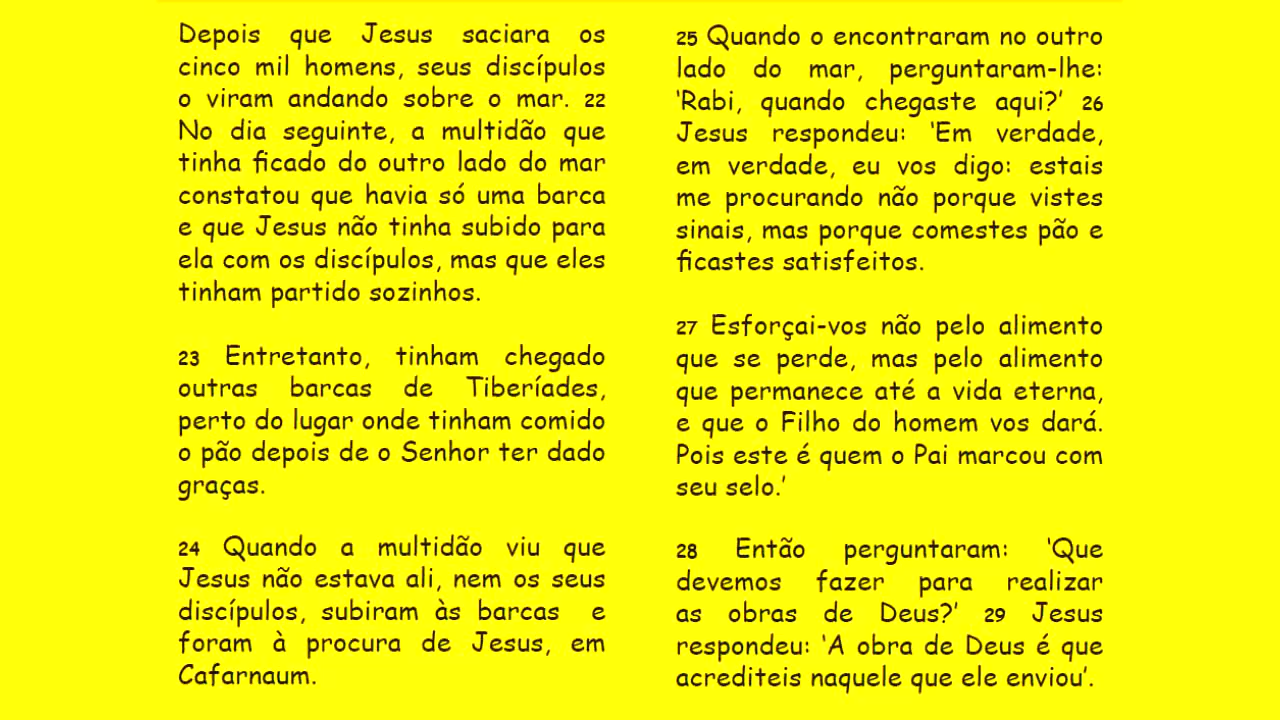 Depois que Jesus saciara os
cinco mil homens, seus discípulos
o viram andando sobre o mar. 22
No dia seguinte, a multidão que
tinha ficado do outro lado do mar
constatou que havia só uma barca
e que Jesus não tinha subido para
ela com os discípulos, mas que eles
tinham partido sozinhos.
23 Entretanto, tinham chegado
outras barcas de Tiberíades,
perto do lugar onde tinham comido
o pão depois de o Senhor ter dado
graças.
24 Quando a multidão viu que
Jesus não estava ali, nem os seus
discípulos, subiram às barcas e
foram à procura de Jesus, em
Cafarnaum.
25 Quando o encontraram no outro
lado do mar, perguntaram-lhe:
‘Rabi, quando chegaste aqui?’ 26
Jesus respondeu: ‘Em verdade,
em verdade, eu vos digo: estais
me procurando não porque vistes
sinais, mas porque comestes pão e
ficastes satisfeitos.
27 Esforçai-vos não pelo alimento
que se perde, mas pelo alimento
que permanece até a vida eterna,
e que o Filho do homem vos dará.
Pois este é quem o Pai marcou com
seu selo.’
28 Então perguntaram: ‘Que
devemos fazer para realizar
as obras de Deus?’ 29 Jesus
respondeu: ‘A obra de Deus é que
acrediteis naquele que ele enviou’.